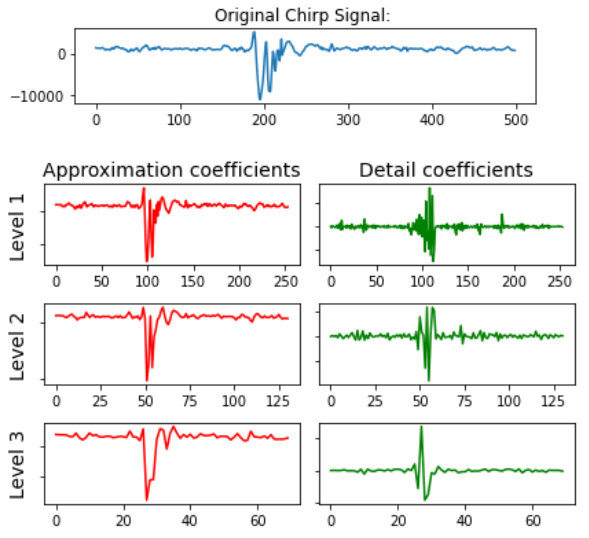 Original Chirp Signal:
0
−10000
0 100 200 300 400 500
Approximation coefficients Detail coefficients
Level 1
0 50 100 150 200 250 0 50 100 150 200 250
Level 2
0 25 50 75 100 125 0 25 50 75 100 125
Level 3
0 20 40 60 0 20 40 60